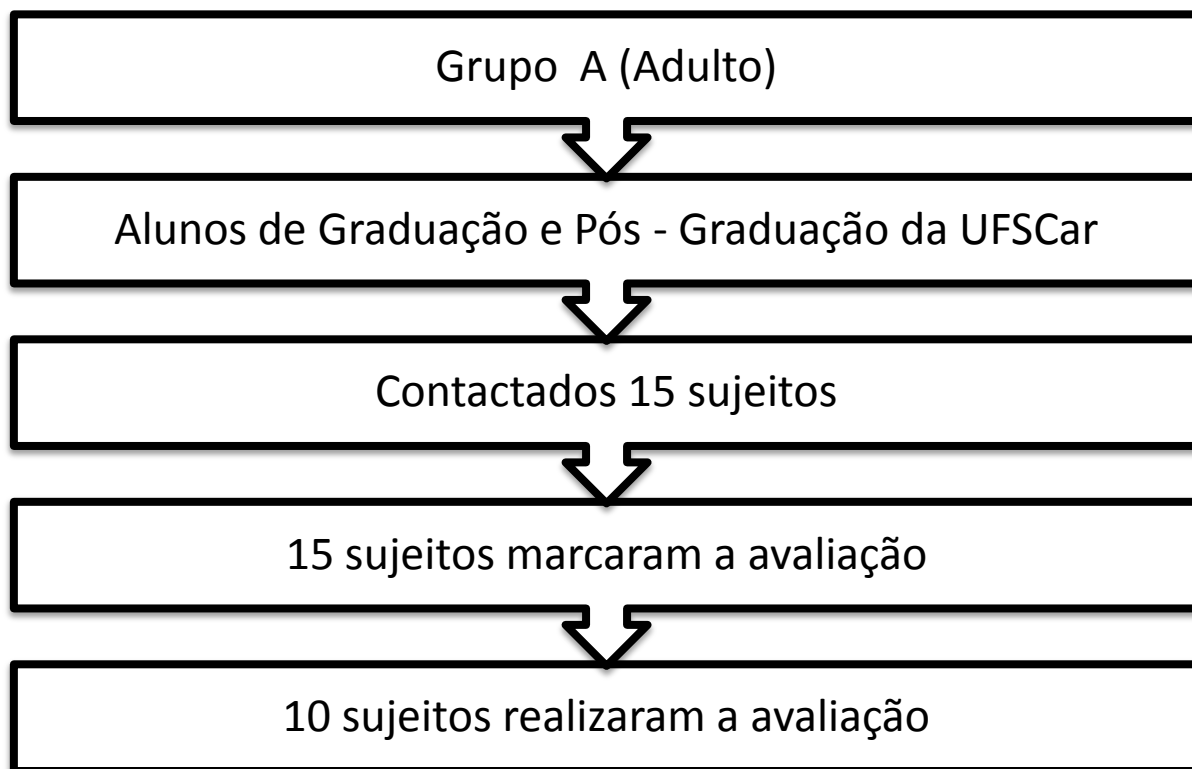 Grupo A (Adulto)
Alunos de Graduação e Pós - Graduação da UFSCar
Contactados 15 sujeitos
15 sujeitos marcaram a avaliação
10 sujeitos realizaram a avaliação